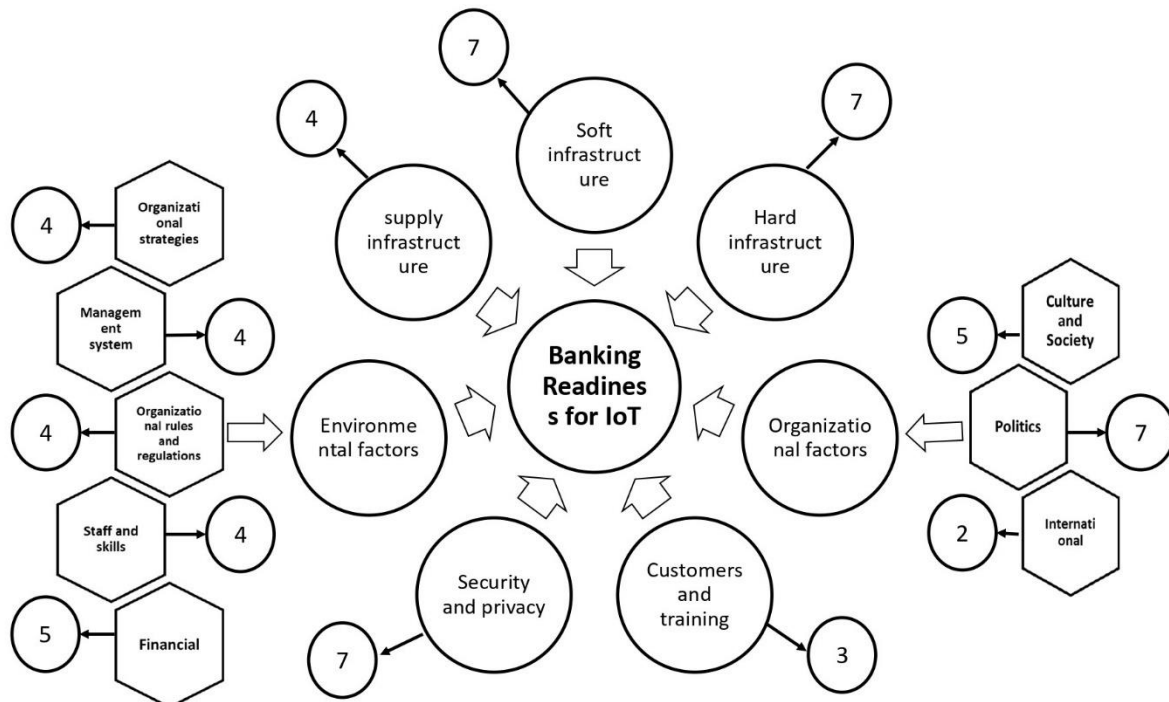 7
Soft
infrastruct
ure
4
supply
infrastruct
ure
7
Hard
infrastruct
ure
4
Organizati
onal
strategies
Managem
ent
system
4
4
Organizatio
nal rules
and
regulations
Staff and
skills
4
5
Financial
Environme
ntal factors
Banking
Readines
s for IoT
Organizatio
nal factors
5
Culture
and
Society
Politics
7
2
Internati
onal
Security
and privacy
7
Customers
and
training
3